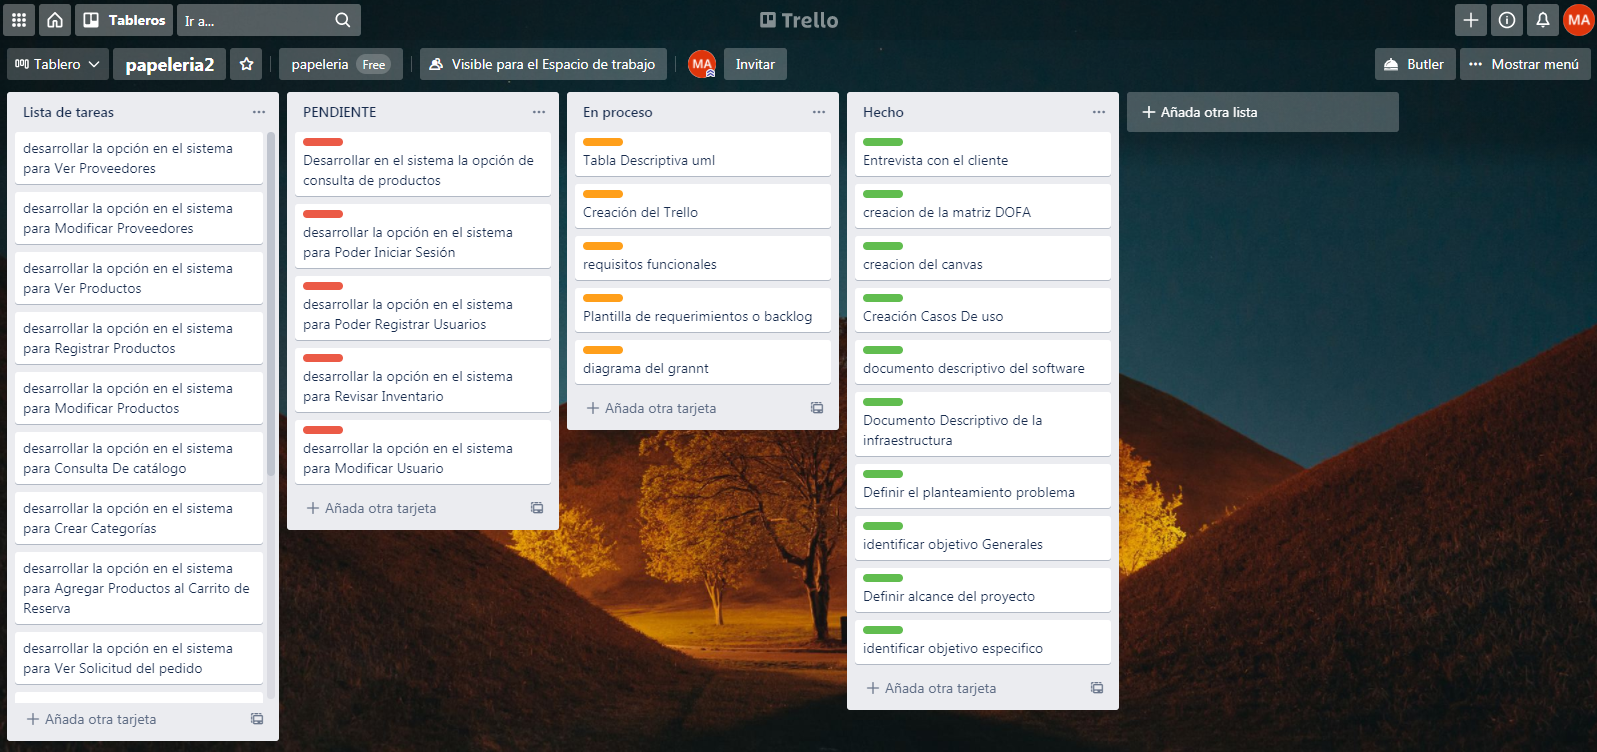 Tableros
Ir a...
Trello
MA
Tablero
papeleria2
papeleria Free
Visible para el Espacio de trabajo
MA
Invitar
Butler
Mostrar menú
Lista de tareas
desarrollar la opción en el sistema
para Ver Proveedores
desarrollar la opción en el sistema
para Modificar Proveedores
desarrollar la opción en el sistema
para Ver Productos
desarrollar la opción en el sistema
para Registrar Productos
desarrollar la opción en el sistema
para Modificar Productos
desarrollar la opción en el sistema
para Consulta De catálogo
desarrollar la opción en el sistema
para Crear Categorías
desarrollar la opción en el sistema
para Agregar Productos al Carrito de
Reserva
desarrollar la opción en el sistema
para Ver Solicitud del pedido
Añada otra tarjeta
PENDIENTE
Desarrollar en el sistema la opción de
consulta de productos
desarrollar la opción en el sistema
para Poder Iniciar Sesión
desarrollar la opción en el sistema
para Poder Registrar Usuarios
desarrollar la opción en el sistema
para Revisar Inventario
desarrollar la opción en el sistema
para Modificar Usuario
Añada otra tarjeta
En proceso
Tabla Descriptiva uml
Creación del Trello
requisitos funcionales
Plantilla de requerimientos o backlog
diagrama del grannt
Añada otra tarjeta
Hecho
Entrevista con el cliente
creacion de la matriz DOFA
creacion del canvas
Creación Casos De uso
documento descriptivo del software
Documento Descriptivo de la
infraestructura
Definir el planteamiento problema
identificar objetivo Generales
Definir alcance del proyecto
identificar objetivo especifico
Añada otra tarjeta
Añada otra lista